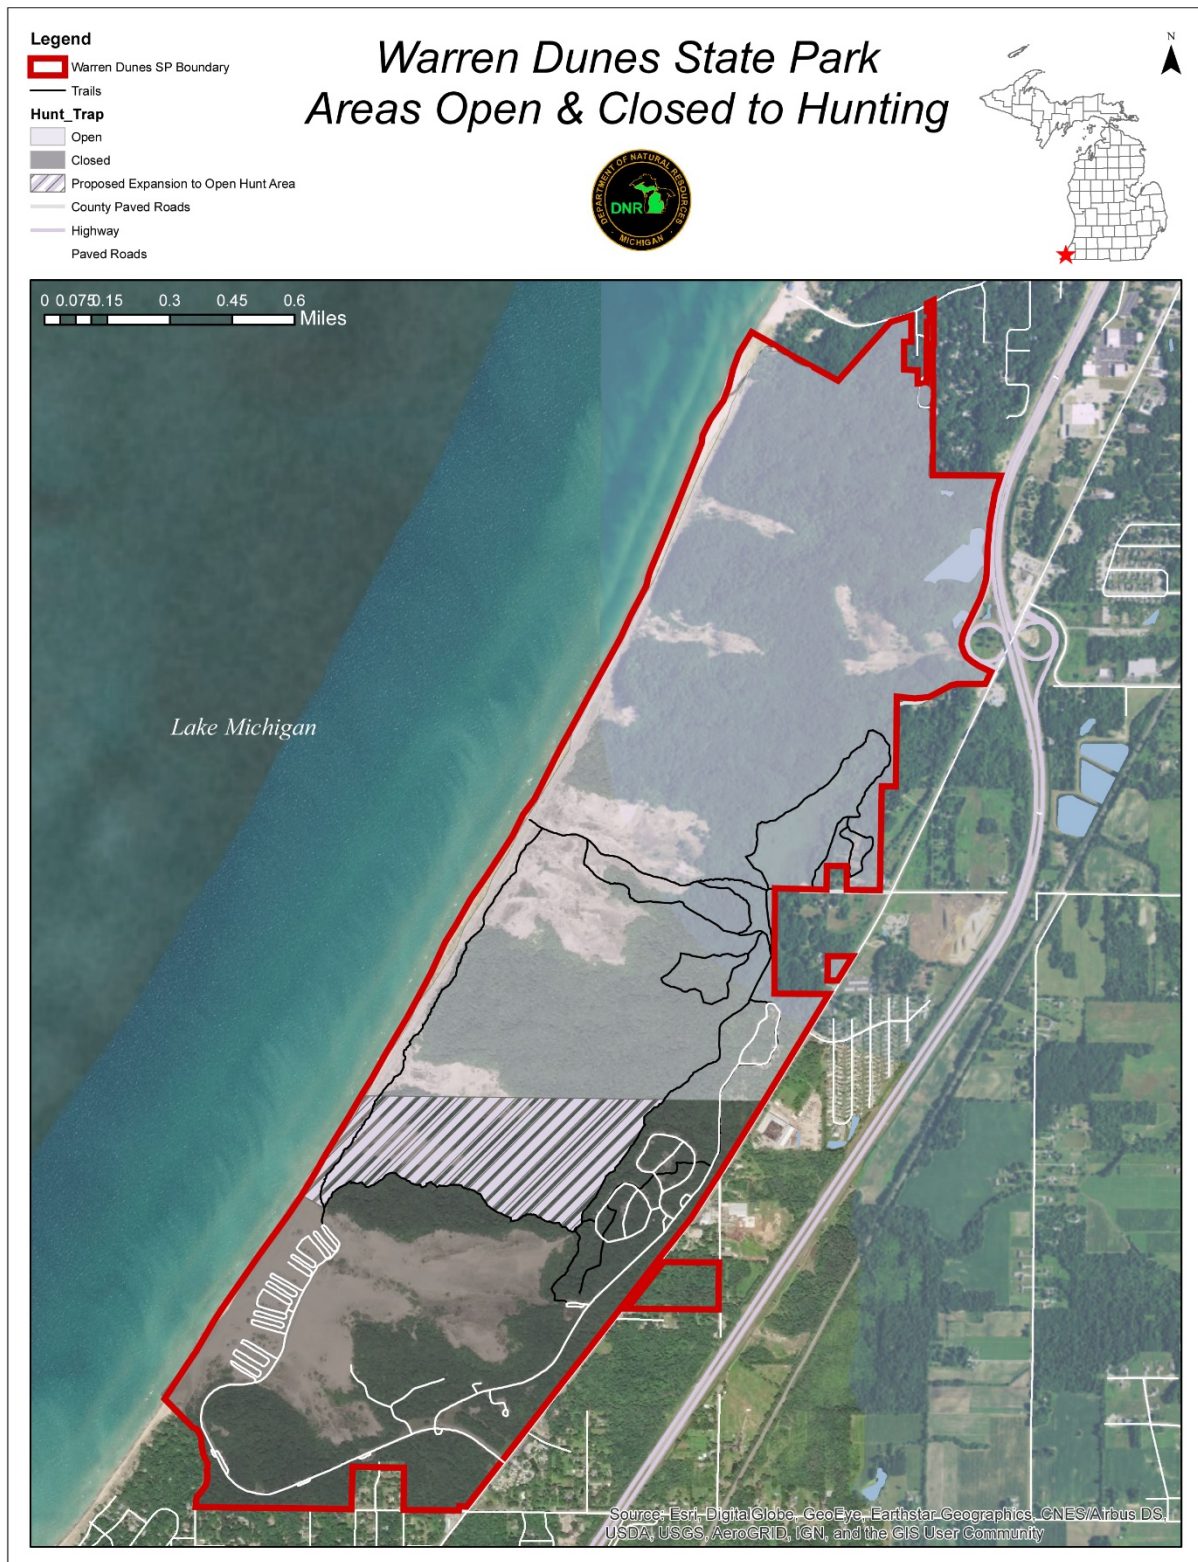 Legend
Warren Dunes SP Boundary
Trails
Hunt_Trap
Open
Closed
Proposed Expansion to Open Hunt Area
County Paved Roads
Highway
Paved Roads
Warren Dunes State Park
Areas Open & Closed to Hunting
DEPARTMENT OF NATURAL RESOURCES
DNR
MICHIGAN
N
0 0.075 0.15 0.3 0.45 0.6
Miles
Lake Michigan
Source: Esri, DigitalGlobe, GeoEye, Earthstar Geographics, CNES/Airbus DS,
USDA, USGS, AeroGRID, IGN, and the GIS User Community